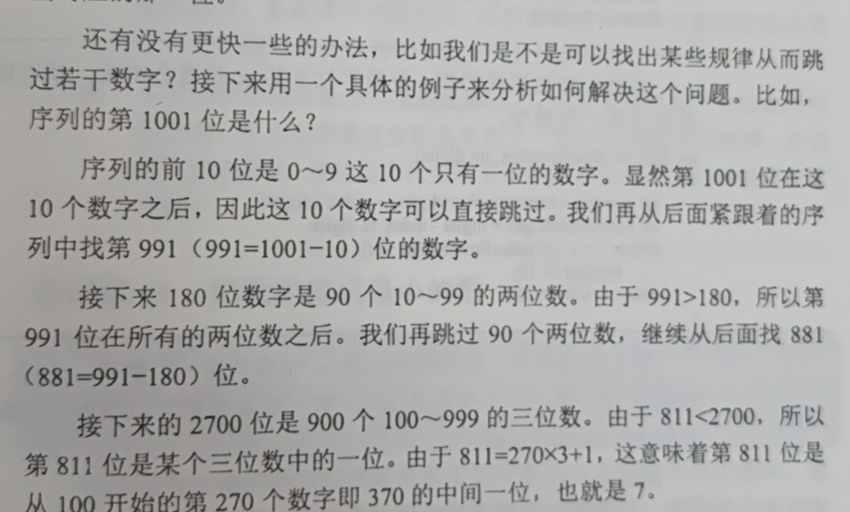 还有没有更快一些的办法，比如我们是不是可以找出某些规律从而跳
过若干数字？接下来用一个具体的例子来分析如何解决这个问题。比如，
序列的第 1001 位是什么？
序列的前 10 位是 0～9 这 10 个只有一位的数字。显然第 1001 位在这
10 个数字之后，因此这 10 个数字可以直接跳过。我们再从后面紧跟着的序
列中找第 991（991=1001−10）位的数字。
接下来 180 位数字是 90 个 10～99 的两位数。由于 991>180，所以第
991 位在所有的两位数之后。我们再跳过 90 个两位数，继续从后面找 881
（881=991−180）位。
接下来的 2700 位是 900 个 100～999 的三位数。由于 811<2700，所以
第 811 位是某个三位数中的一位。由于 811=270×3+1，这意味着第 811 位是
从 100 开始的第 270 个数字即 370 的中间一位，也就是 7。